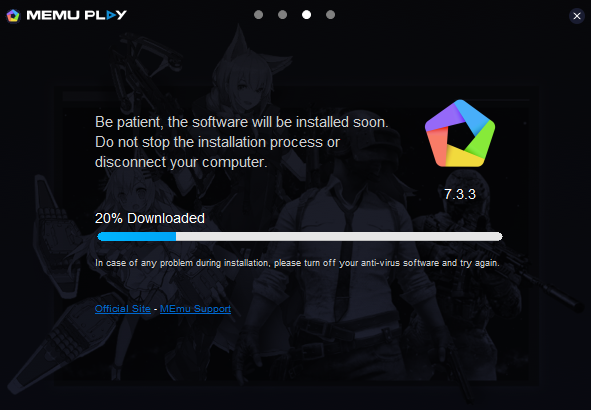 MEMU PLAY
Be patient, the software will be installed soon.
Do not stop the installation process or
disconnect your computer.
7.3.3
20% Downloaded
In case of any problem during installation, please turn off your anti-virus software and try again.
Official Site - MEmu Support